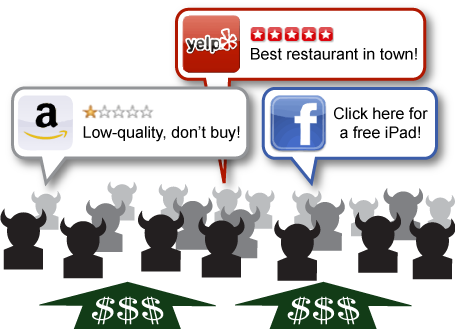 yelp
Best restaurant in town!
a
Low-quality, don't buy!
f
Click here for
a free iPad!
$$$
$$$